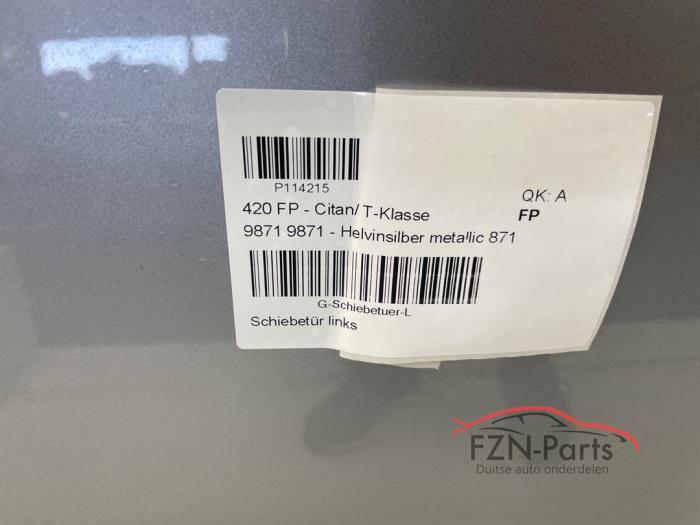 P114215
420 FP - Citan/ T-Klasse
QK: A
FP
9871 9871 - Helvinsilber metallic 871
G-Schiebetuer-L
Schiebetür links
FZN-Parts
Duitse auto onderdelen